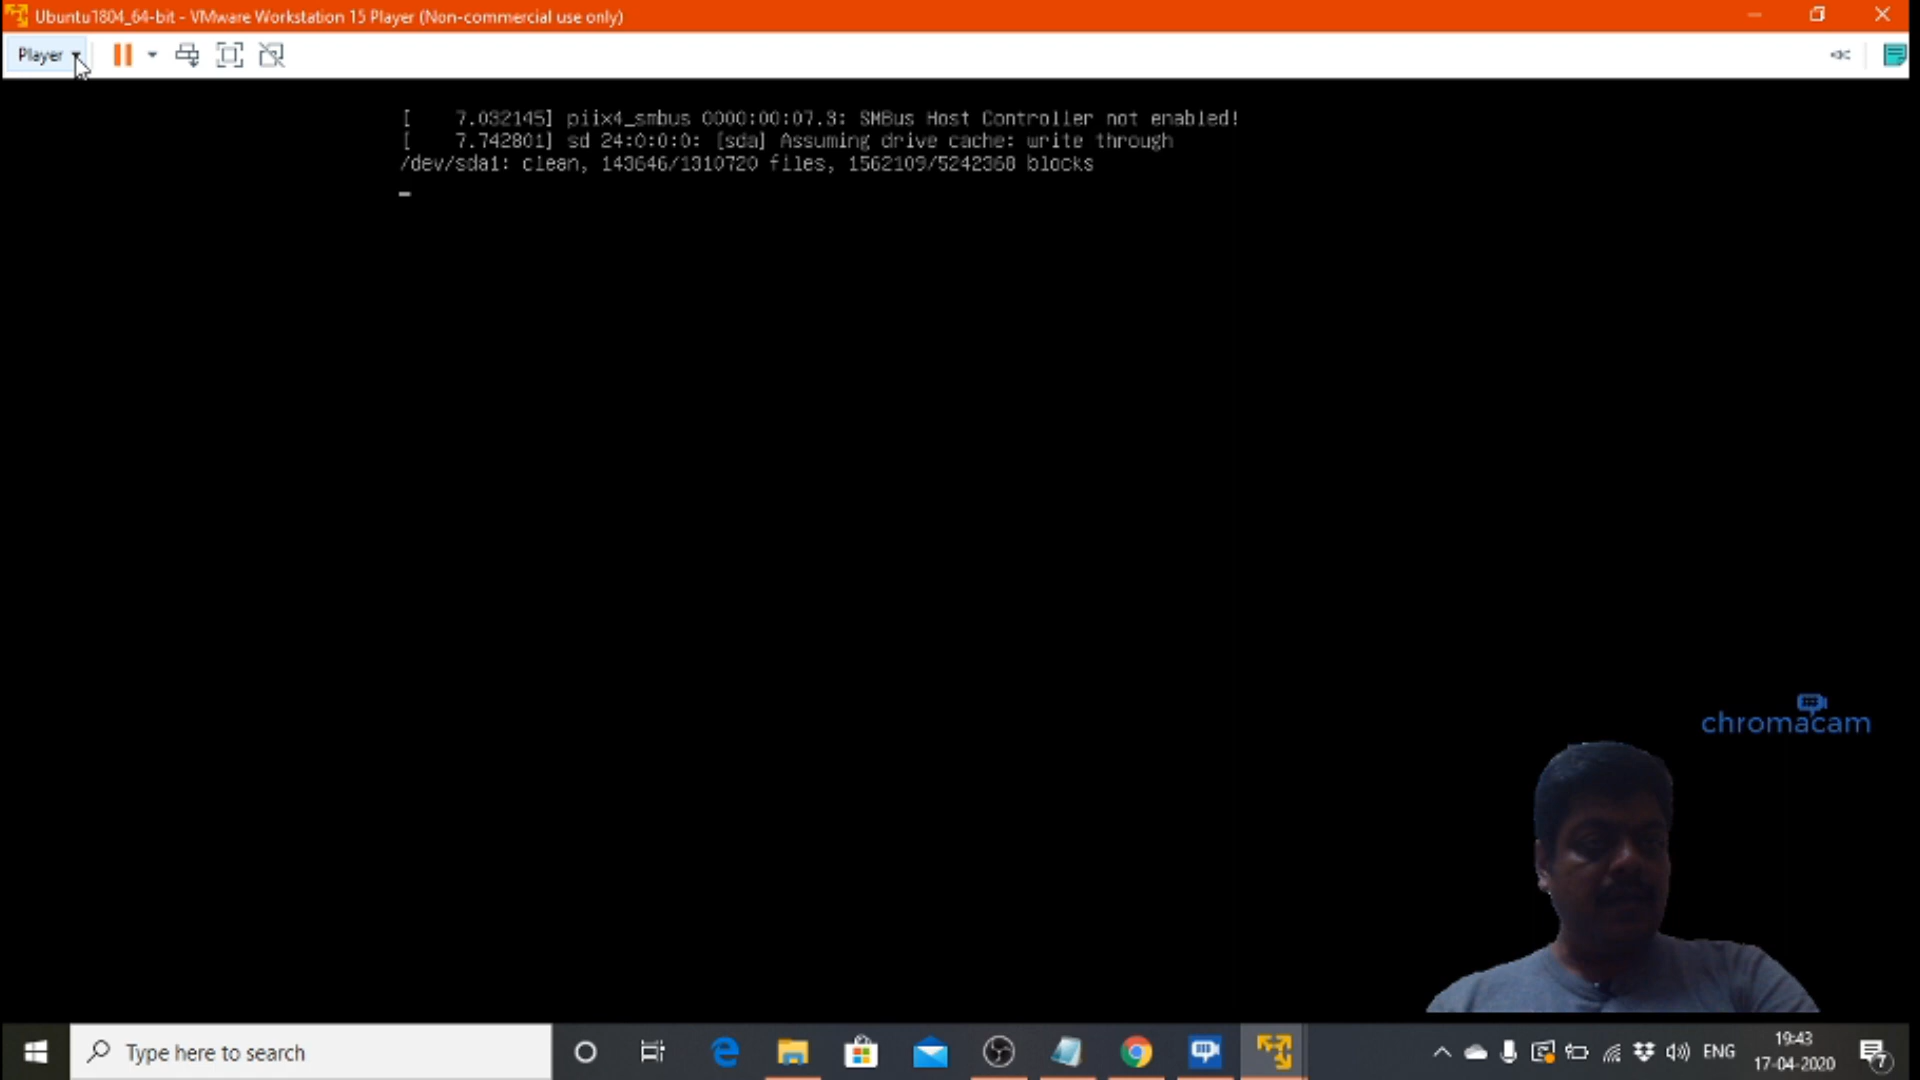 Ubuntu1804_64-bit - VMware Workstation 15 Player (Non-commercial use only)
Player
[    7.032145] piix4_smbus 0000:00:07.3: SMBus Host Controller not enabled!
[    7.742801] sd 24:0:0:0: [sda] Assuming drive cache: write through
/dev/sda1: clean, 143646/1310720 files, 1562109/5242368 blocks
chromacam
Type here to search
ENG
19:43
17-04-2020
7